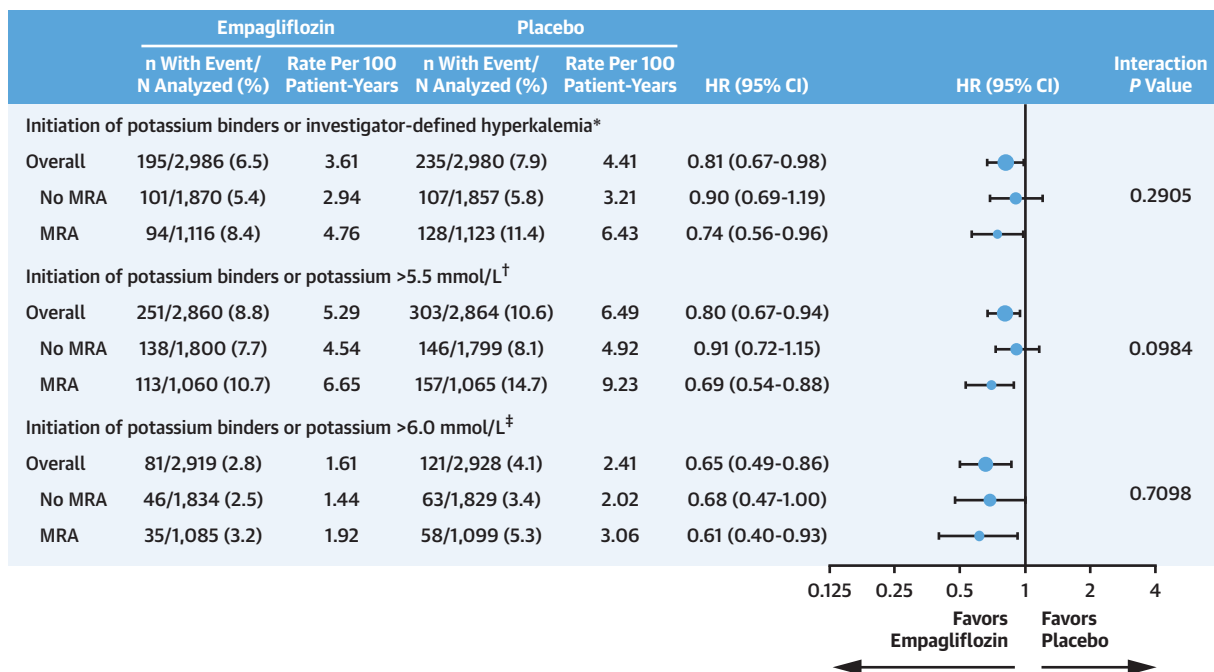 Empagliflozin Placebo
n With Event/ Rate Per 100 n With Event/ Rate Per 100 Interaction
N Analyzed (%) Patient-Years N Analyzed (%) Patient-Years HR (95% CI) HR (95% CI) P Value
Initiation of potassium binders or investigator-defined hyperkalemia*
Overall 195/2,986 (6.5) 3.61 235/2,980 (7.9) 4.41 0.81 (0.67-0.98)
No MRA 101/1,870 (5.4) 2.94 107/1,857 (5.8) 3.21 0.90 (0.69-1.19) 0.2905
MRA 94/1,116 (8.4) 4.76 128/1,123 (11.4) 6.43 0.74 (0.56-0.96)
Initiation of potassium binders or potassium >5.5 mmol/L†
Overall 251/2,860 (8.8) 5.29 303/2,864 (10.6) 6.49 0.80 (0.67-0.94)
No MRA 138/1,800 (7.7) 4.54 146/1,799 (8.1) 4.92 0.91 (0.72-1.15) 0.0984
MRA 113/1,060 (10.7) 6.65 157/1,065 (14.7) 9.23 0.69 (0.54-0.88)
Initiation of potassium binders or potassium >6.0 mmol/L‡
Overall 81/2,919 (2.8) 1.61 121/2,928 (4.1) 2.41 0.65 (0.49-0.86)
No MRA 46/1,834 (2.5) 1.44 63/1,829 (3.4) 2.02 0.68 (0.47-1.00) 0.7098
MRA 35/1,085 (3.2) 1.92 58/1,099 (5.3) 3.06 0.61 (0.40-0.93)
0.125 0.25 0.5 1 2 4
Favors Favors
Empagliflozin Placebo